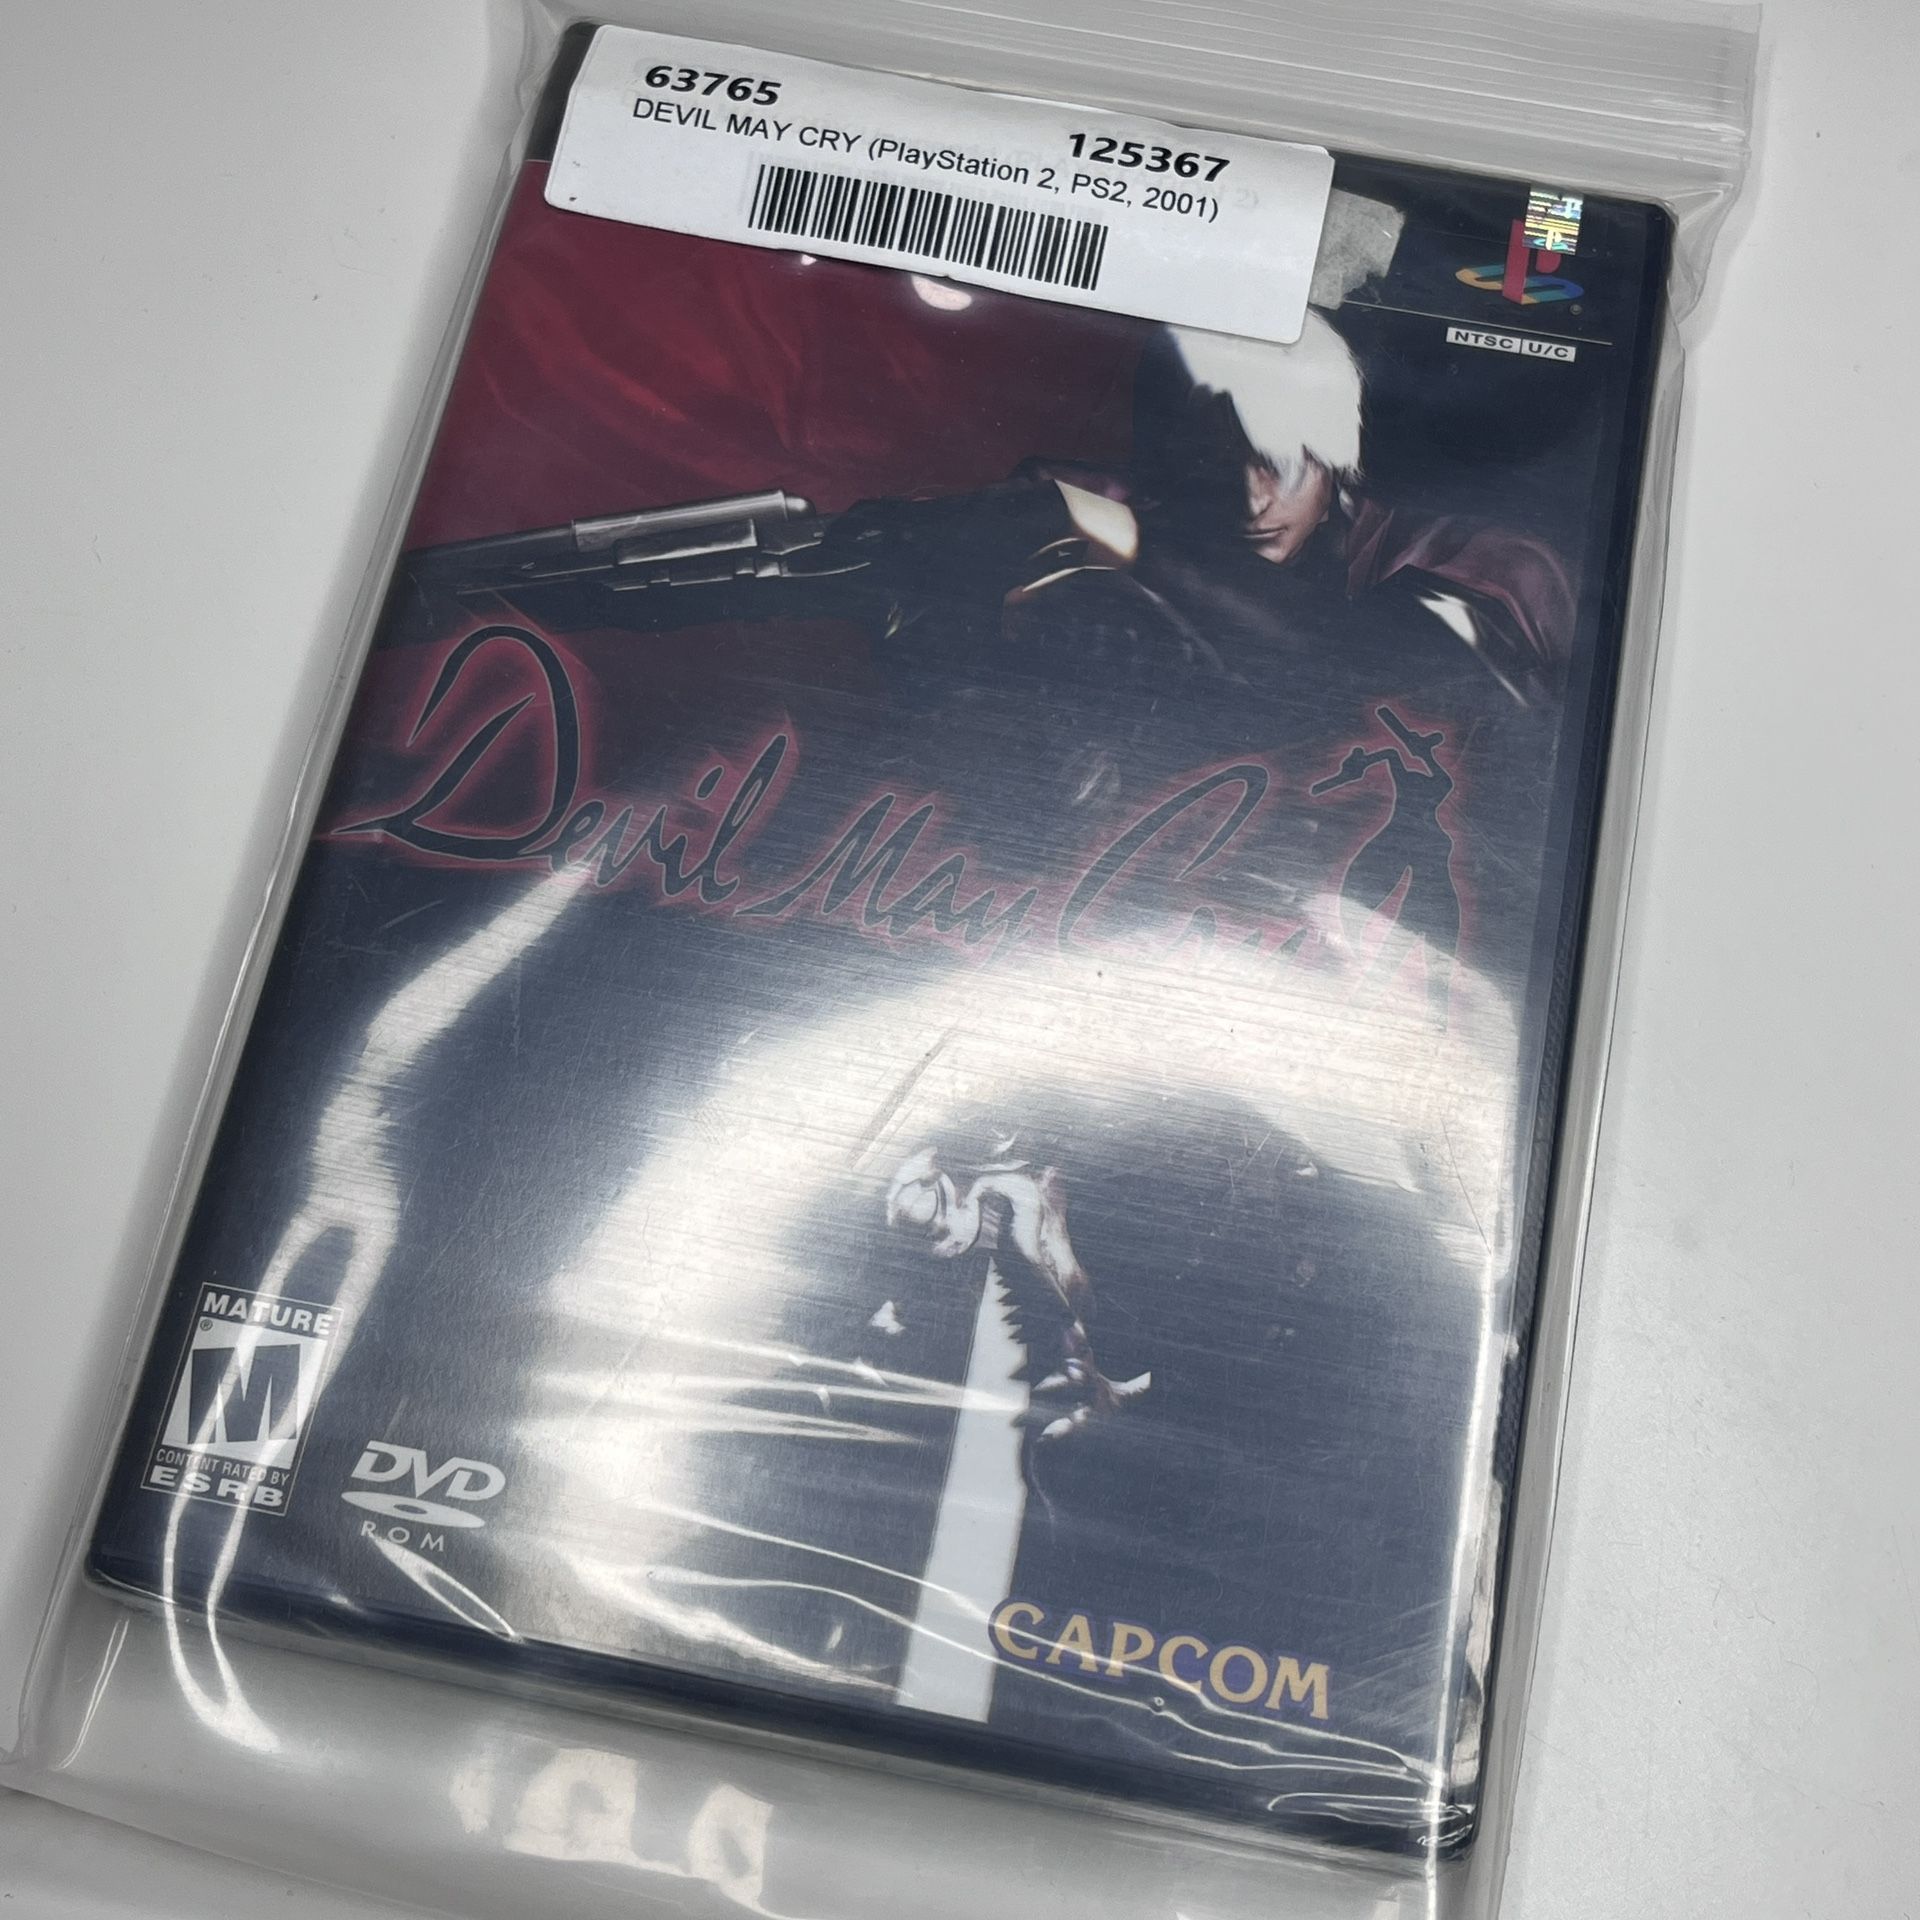 63765
125367
DEVIL MAY CRY (PlayStation 2, PS2, 2001)
NTSC U/C
Devil May Cry
MATURE
M
CONTENT RATED BY
ESRB
DVD
ROM
CAPCOM